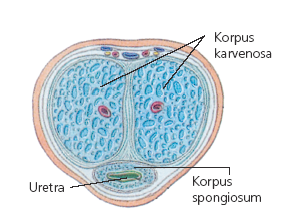 Korpus
karvenosa
Uretra
Korpus
spongiosum